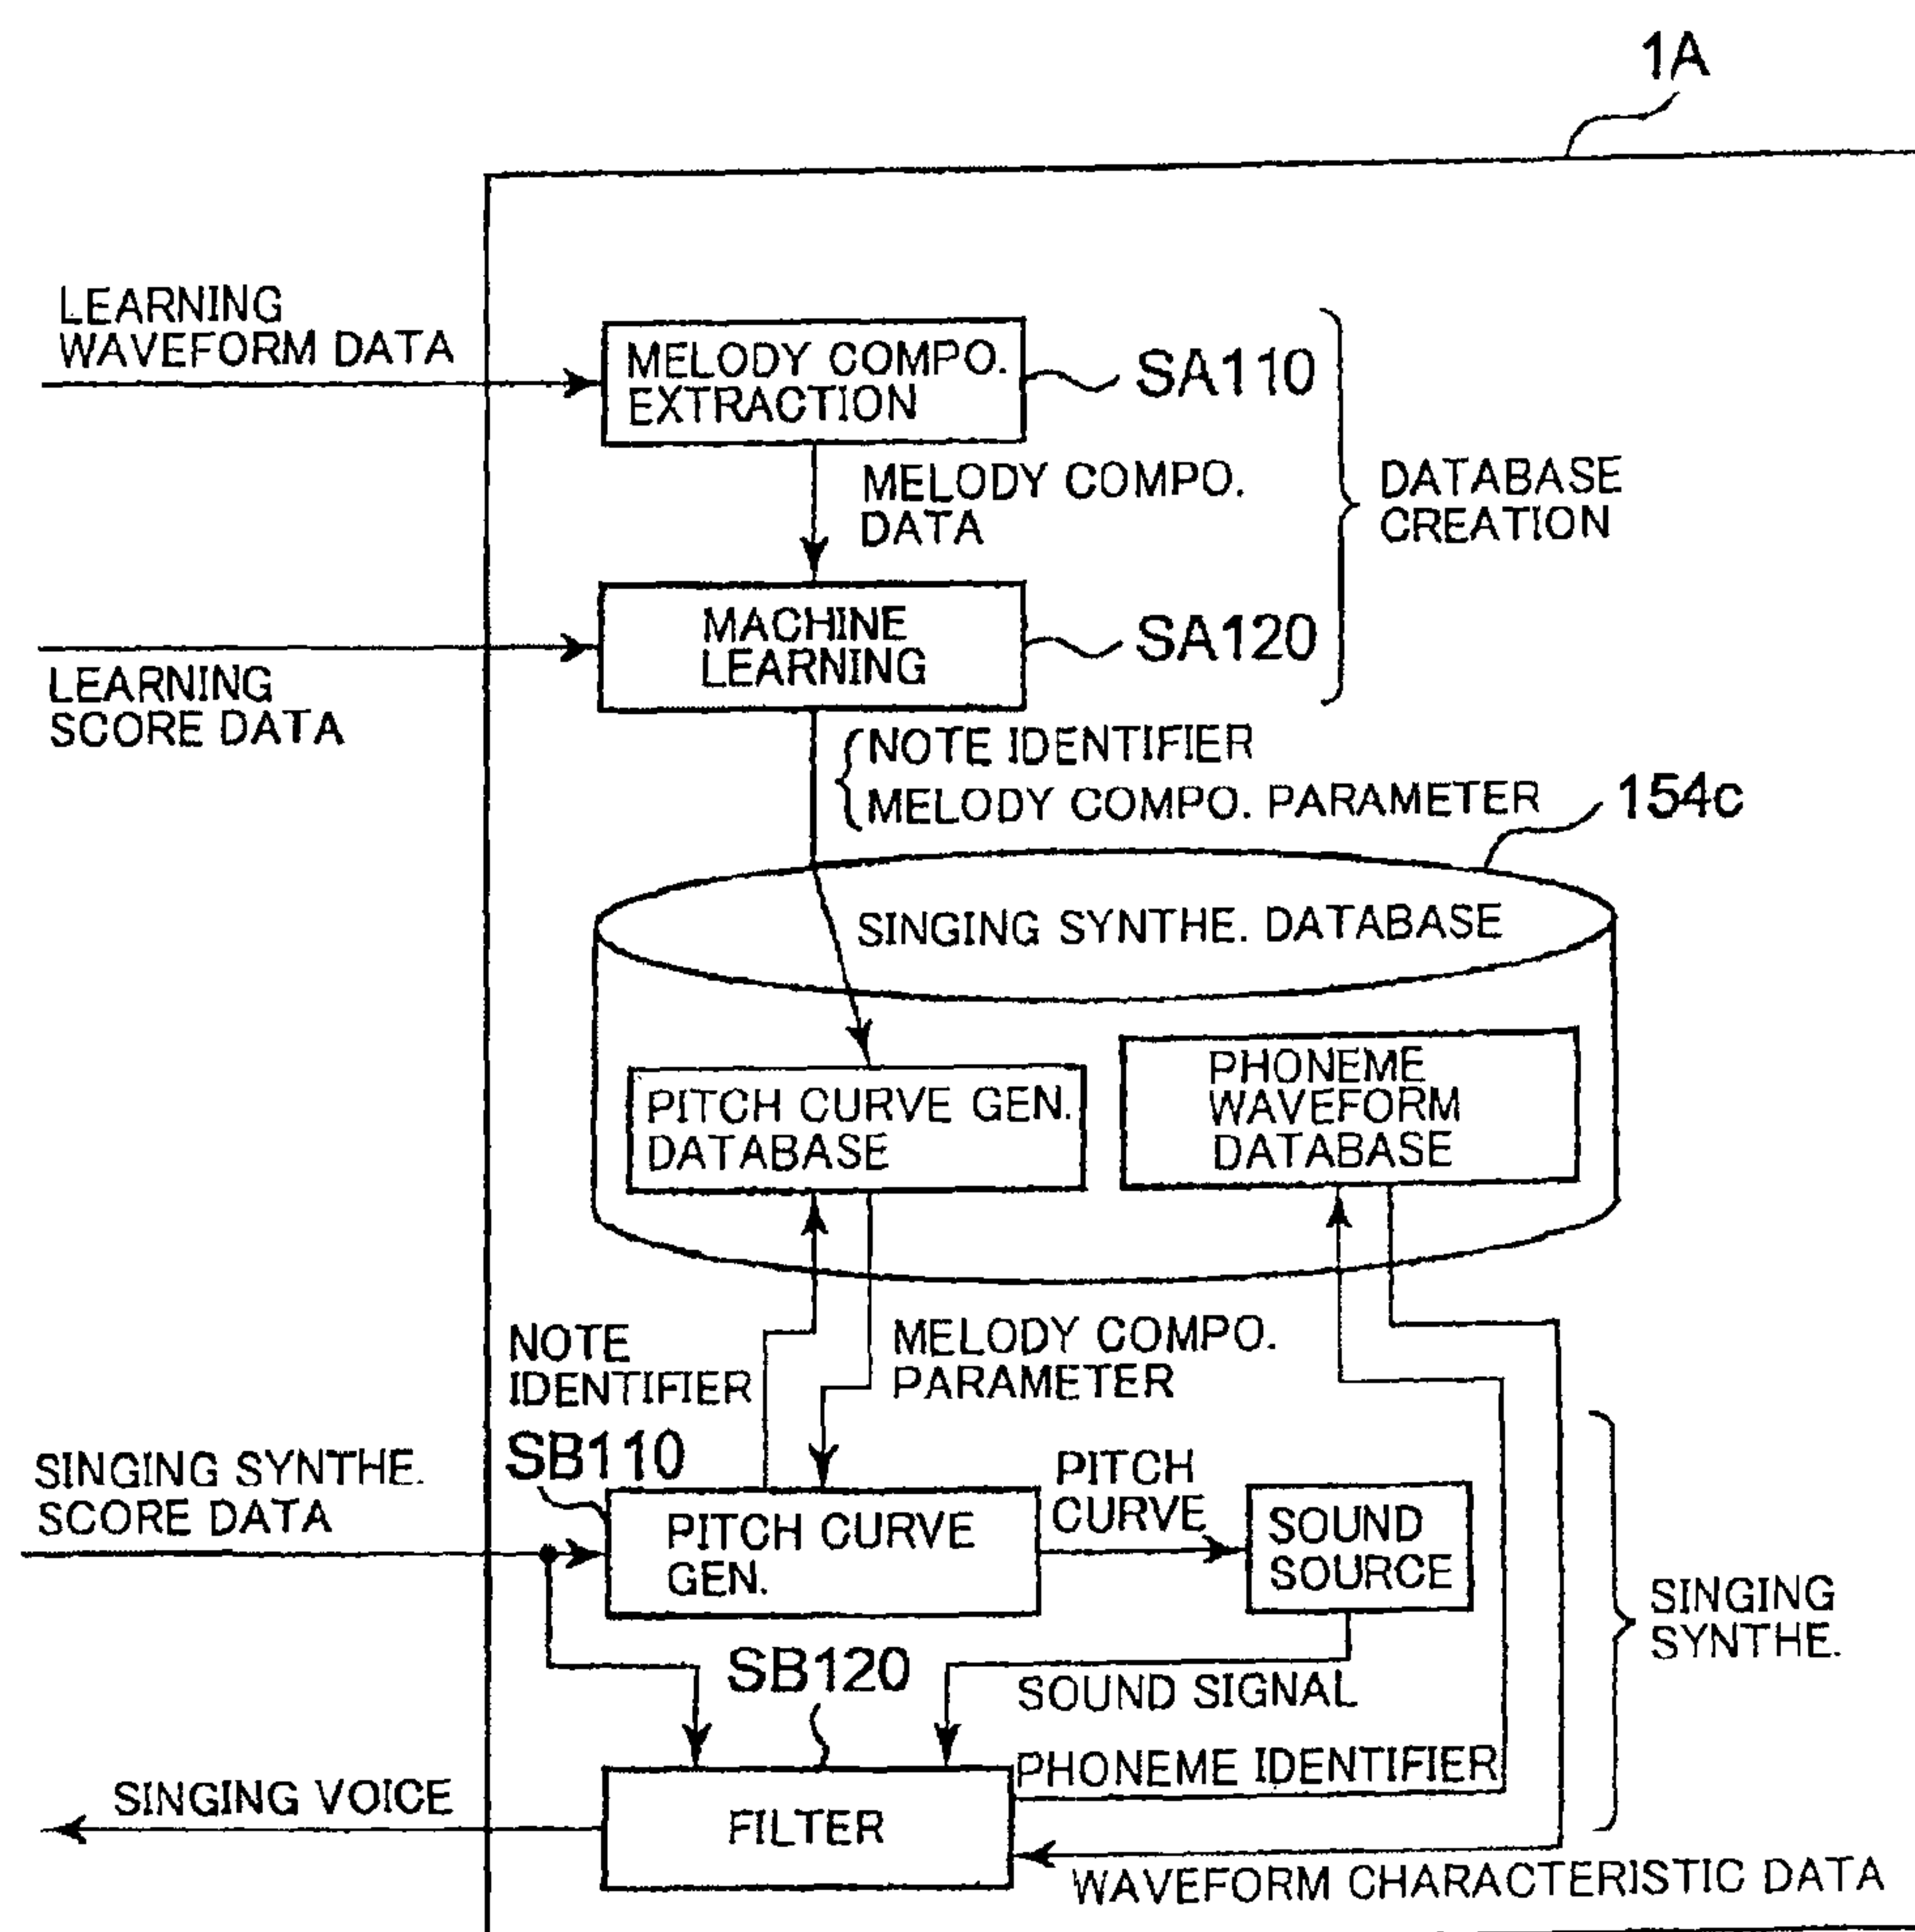 1A
LEARNING
WAVEFORM DATA
MELODY COMPO.
EXTRACTION
SA110
MELODY COMPO.
DATA
DATABASE
CREATION
MACHINE
LEARNING
SA120
LEARNING
SCORE DATA
NOTE IDENTIFIER
MELODY COMPO. PARAMETER
154c
SINGING SYNTHE. DATABASE
PITCH CURVE GEN.
DATABASE
PHONEME
WAVEFORM
DATABASE
NOTE
IDENTIFIER
MELODY COMPO.
PARAMETER
SINGING SYNTHE.
SCORE DATA
SB110
PITCH CURVE
GEN.
PITCH
CURVE
SOUND
SOURCE
SINGING
SYNTHE.
SB120
SOUND SIGNAL
PHONEME IDENTIFIER
SINGING VOICE
FILTER
WAVEFORM CHARACTERISTIC DATA